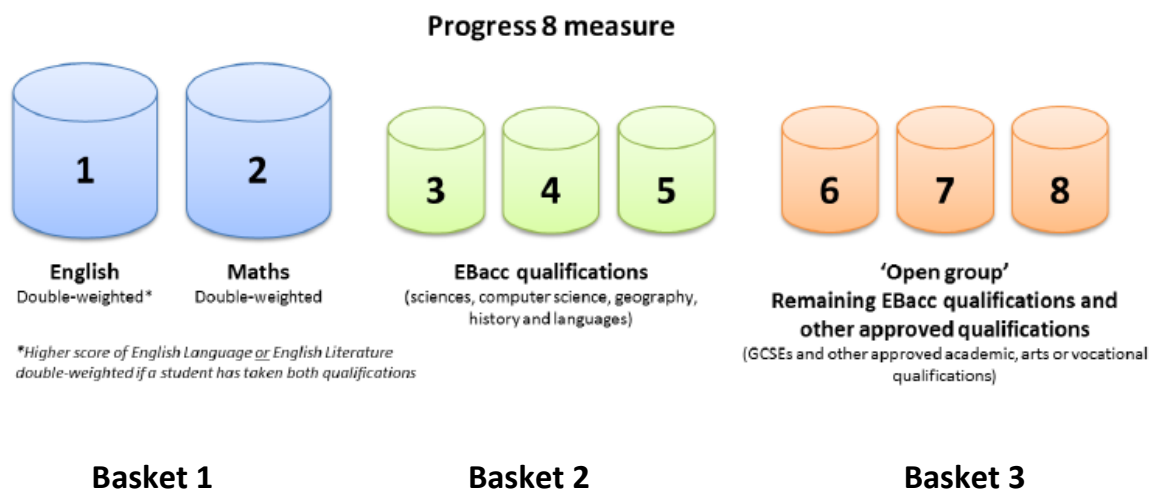 Progress 8 measure
1
2
3
4
5
6
7
8
English
Double-weighted*
Maths
Double-weighted
EBacc qualifications
(sciences, computer science, geography,
history and languages)
'Open group'
Remaining EBacc qualifications and
other approved qualifications
(GCSEs and other approved academic, arts or vocational
qualifications)
*Higher score of English Language or English Literature
double-weighted if a student has taken both qualifications
Basket 1
Basket 2
Basket 3